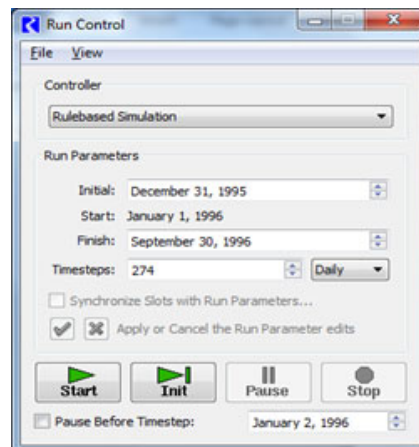 Run Control
File View
Controller
Rulebased Simulation
Run Parameters
Initial: December 31, 1995
Start: January 1, 1996
Finish: September 30, 1996
Timesteps: 274 Daily
Synchronize Slots with Run Parameters...
Apply or Cancel the Run Parameter edits
Start Init Pause Stop
Pause Before Timestep: January 2, 1996